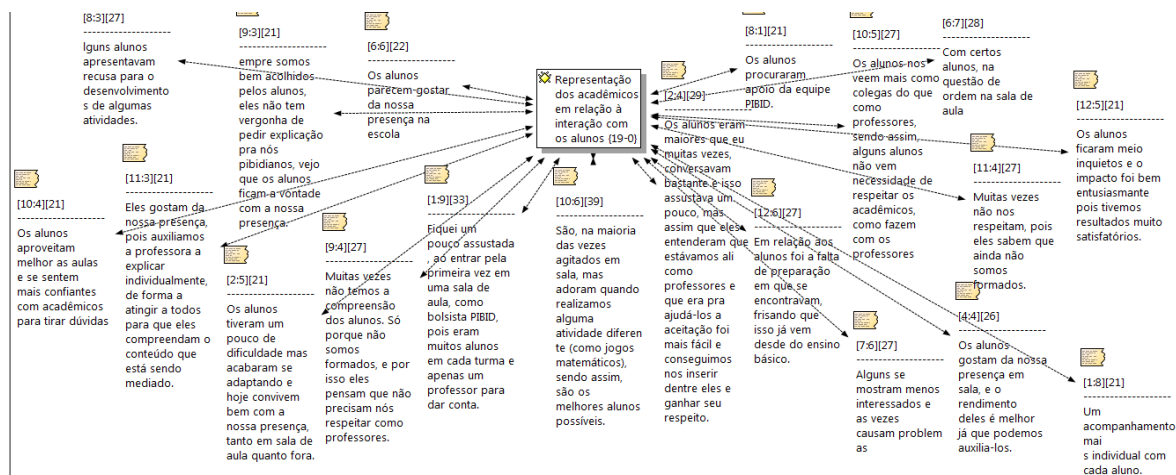 [8:3][27]
--------------------
Iguns alunos
apresentavam
recusa para o
desenvolvimento
s de algumas
atividades.
[9:3][21]
--------------------
empre somos
bem acolhidos
pelos alunos,
eles não tem
vergonha de
pedir explicação
pra nós
pibidianos, vejo
que os alunos
ficam a vontade
com a nossa
presença.
[6:6][22]
--------------------
Os alunos
parecem gostar
da nossa
presença na
escola
Representação
dos acadêmicos
em relação à
interação com
os alunos {19-0}
[8:1][21]
--------------------
Os alunos
procuraram
apoio da equipe
PIBID.
[10:5][27]
--------------------
Os alunos nos
veem mais como
colegas do que
como
professores,
sendo assim,
alguns alunos
não vem
necessidade de
respeitar os
acadêmicos,
como fazem
com os
professores
[6:7][28]
--------------------
Com certos
alunos, na
questão de
ordem na sala
de aula
[2:4][29]
--------------------
Os alunos eram
maiores que eu
muitas vezes,
conversavam
bastante e isso
assustava um
pouco, mas
assim que eles
entenderam que
estávamos ali
como
professores e
que era pra
ajudá-los a
aceitação foi
mais fácil e
conseguimos
nos inserir
dentre eles e
ganhar seu
respeito.
[12:5][21]
--------------------
Os alunos
ficaram meio
inquietos e o
impacto foi bem
entusiasmante
pois tivemos
resultados muito
satisfatórios.
[11:4][27]
--------------------
Muitas vezes
não nos
respeitam, pois
eles sabem que
ainda não
somos
formados.
[10:4][21]
--------------------
Os alunos
aproveitam
melhor as aulas
e se sentem
mais confiantes
com acadêmicos
para tirar dúvidas
[11:3][21]
--------------------
Eles gostam da
nossa presença,
pois auxiliamos
a professora a
explicar
individualmente,
de forma a
atingir a todos
para que eles
compreendam o
conteúdo que
está sendo
mediado.
[2:5][21]
--------------------
Os alunos
tiveram um
pouco de
dificuldade mas
acabaram se
adaptando e
hoje convivem
bem com a
nossa presença,
tanto em sala de
aula quanto fora.
[9:4][27]
--------------------
Muitas vezes
não temos a
compreensão
dos alunos. Só
porque não
somos
formados, e por
isso eles
pensam que não
precisam nós
respeitar como
professores.
[1:9][33]
--------------------
Fiquei um
pouco assustada
, ao entrar pela
primeira vez em
uma sala de
aula, como
bolsista PIBID,
pois eram
muitos alunos
em cada turma e
apenas um
professor para
dar conta.
[10:6][39]
--------------------
São, na maioria
das vezes
agitados em
sala, mas
adoram quando
realizamos
alguma
atividade diferen
te (como jogos
matemáticos),
sendo assim,
são os
melhores alunos
possíveis.
[12:6][27]
--------------------
Em relação aos
alunos foi a falta
de preparação
em que se
encontravam,
frisando que
isso já vem
desde do ensino
básico.
[7:6][27]
--------------------
Alguns se
mostram menos
interessados e
as vezes
causam problem
as
[4:4][26]
--------------------
Os alunos
gostam da nossa
presença em
sala, e o
rendimento
deles é melhor
já que podemos
auxilia-los.
[1:8][21]
--------------------
Um
acompanhamento
mai
s individual com
cada aluno.